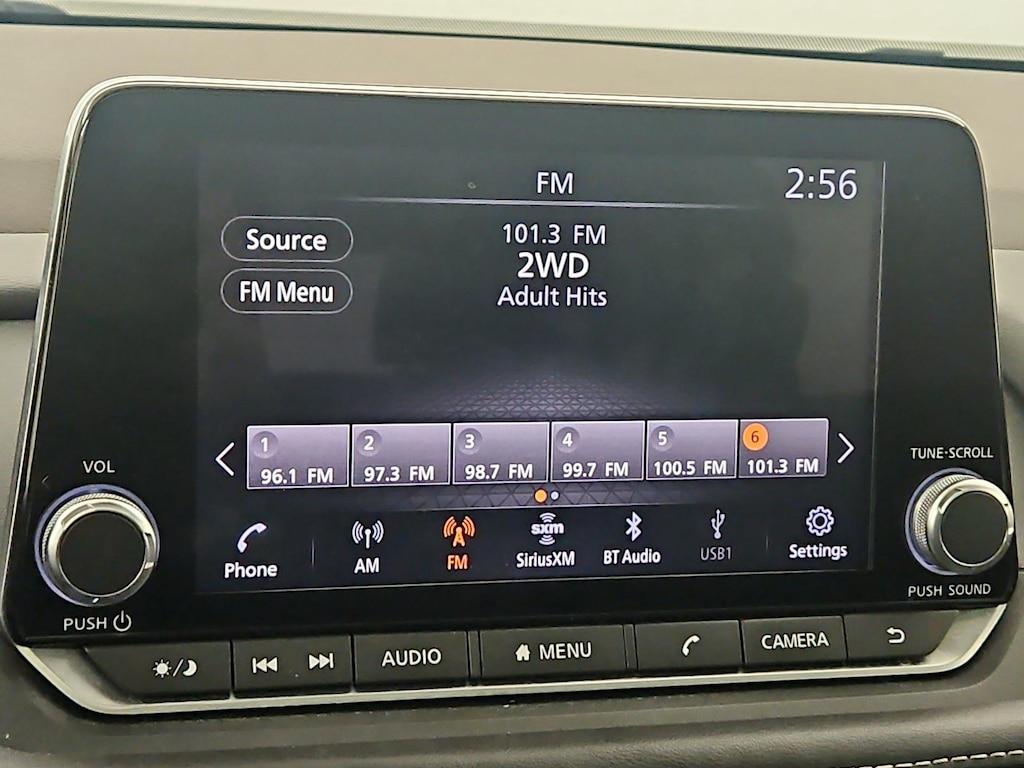 FM
2:56
Source
101.3 FM
2WD
FM Menu
Adult Hits
1
2
3
4
5
6
96.1 FM
97.3 FM
98.7 FM
99.7 FM
100.5 FM
101.3 FM
VOL
TUNE·SCROLL
Phone
AM
FM
sxm
SiriusXM
BT Audio
USB1
Settings
PUSH
PUSH SOUND
AUDIO
MENU
CAMERA